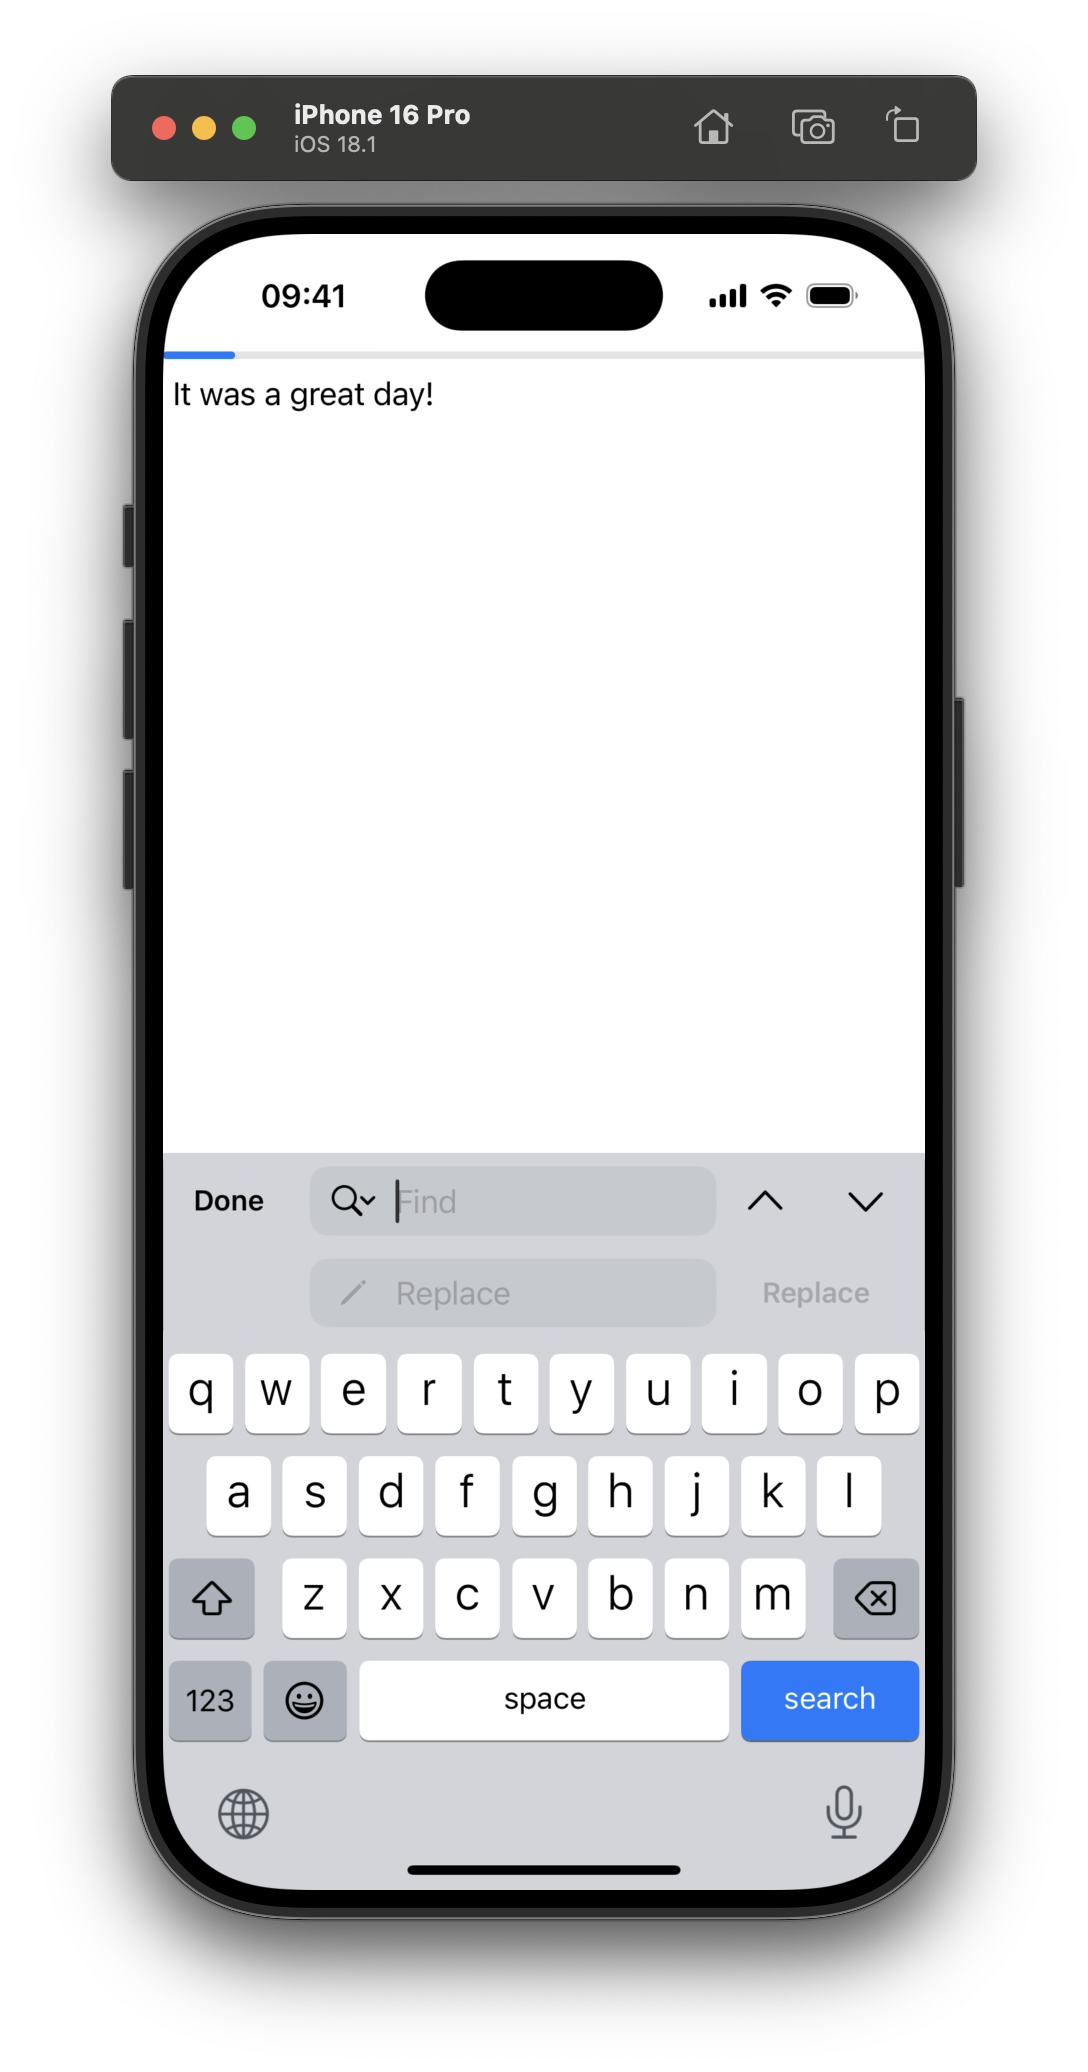 iPhone 16 Pro
iOS 18.1
09:41
It was a great day!
Done Find
Replace Replace
q w e r t y u i o p
a s d f g h j k l
z x c v b n m
123 space search